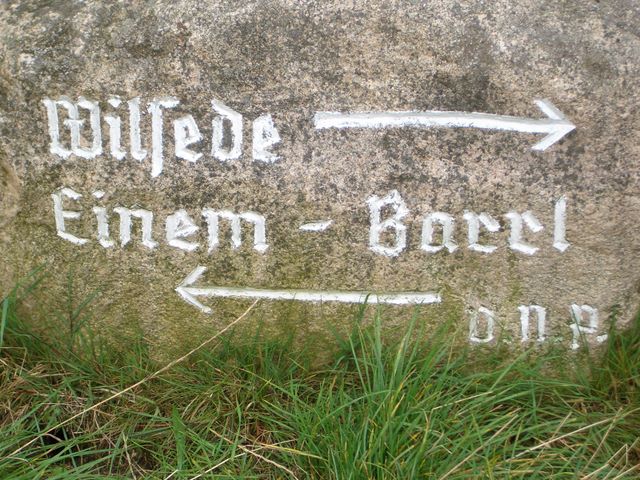 Wilsede
Einem - Barrl
v.n.p.